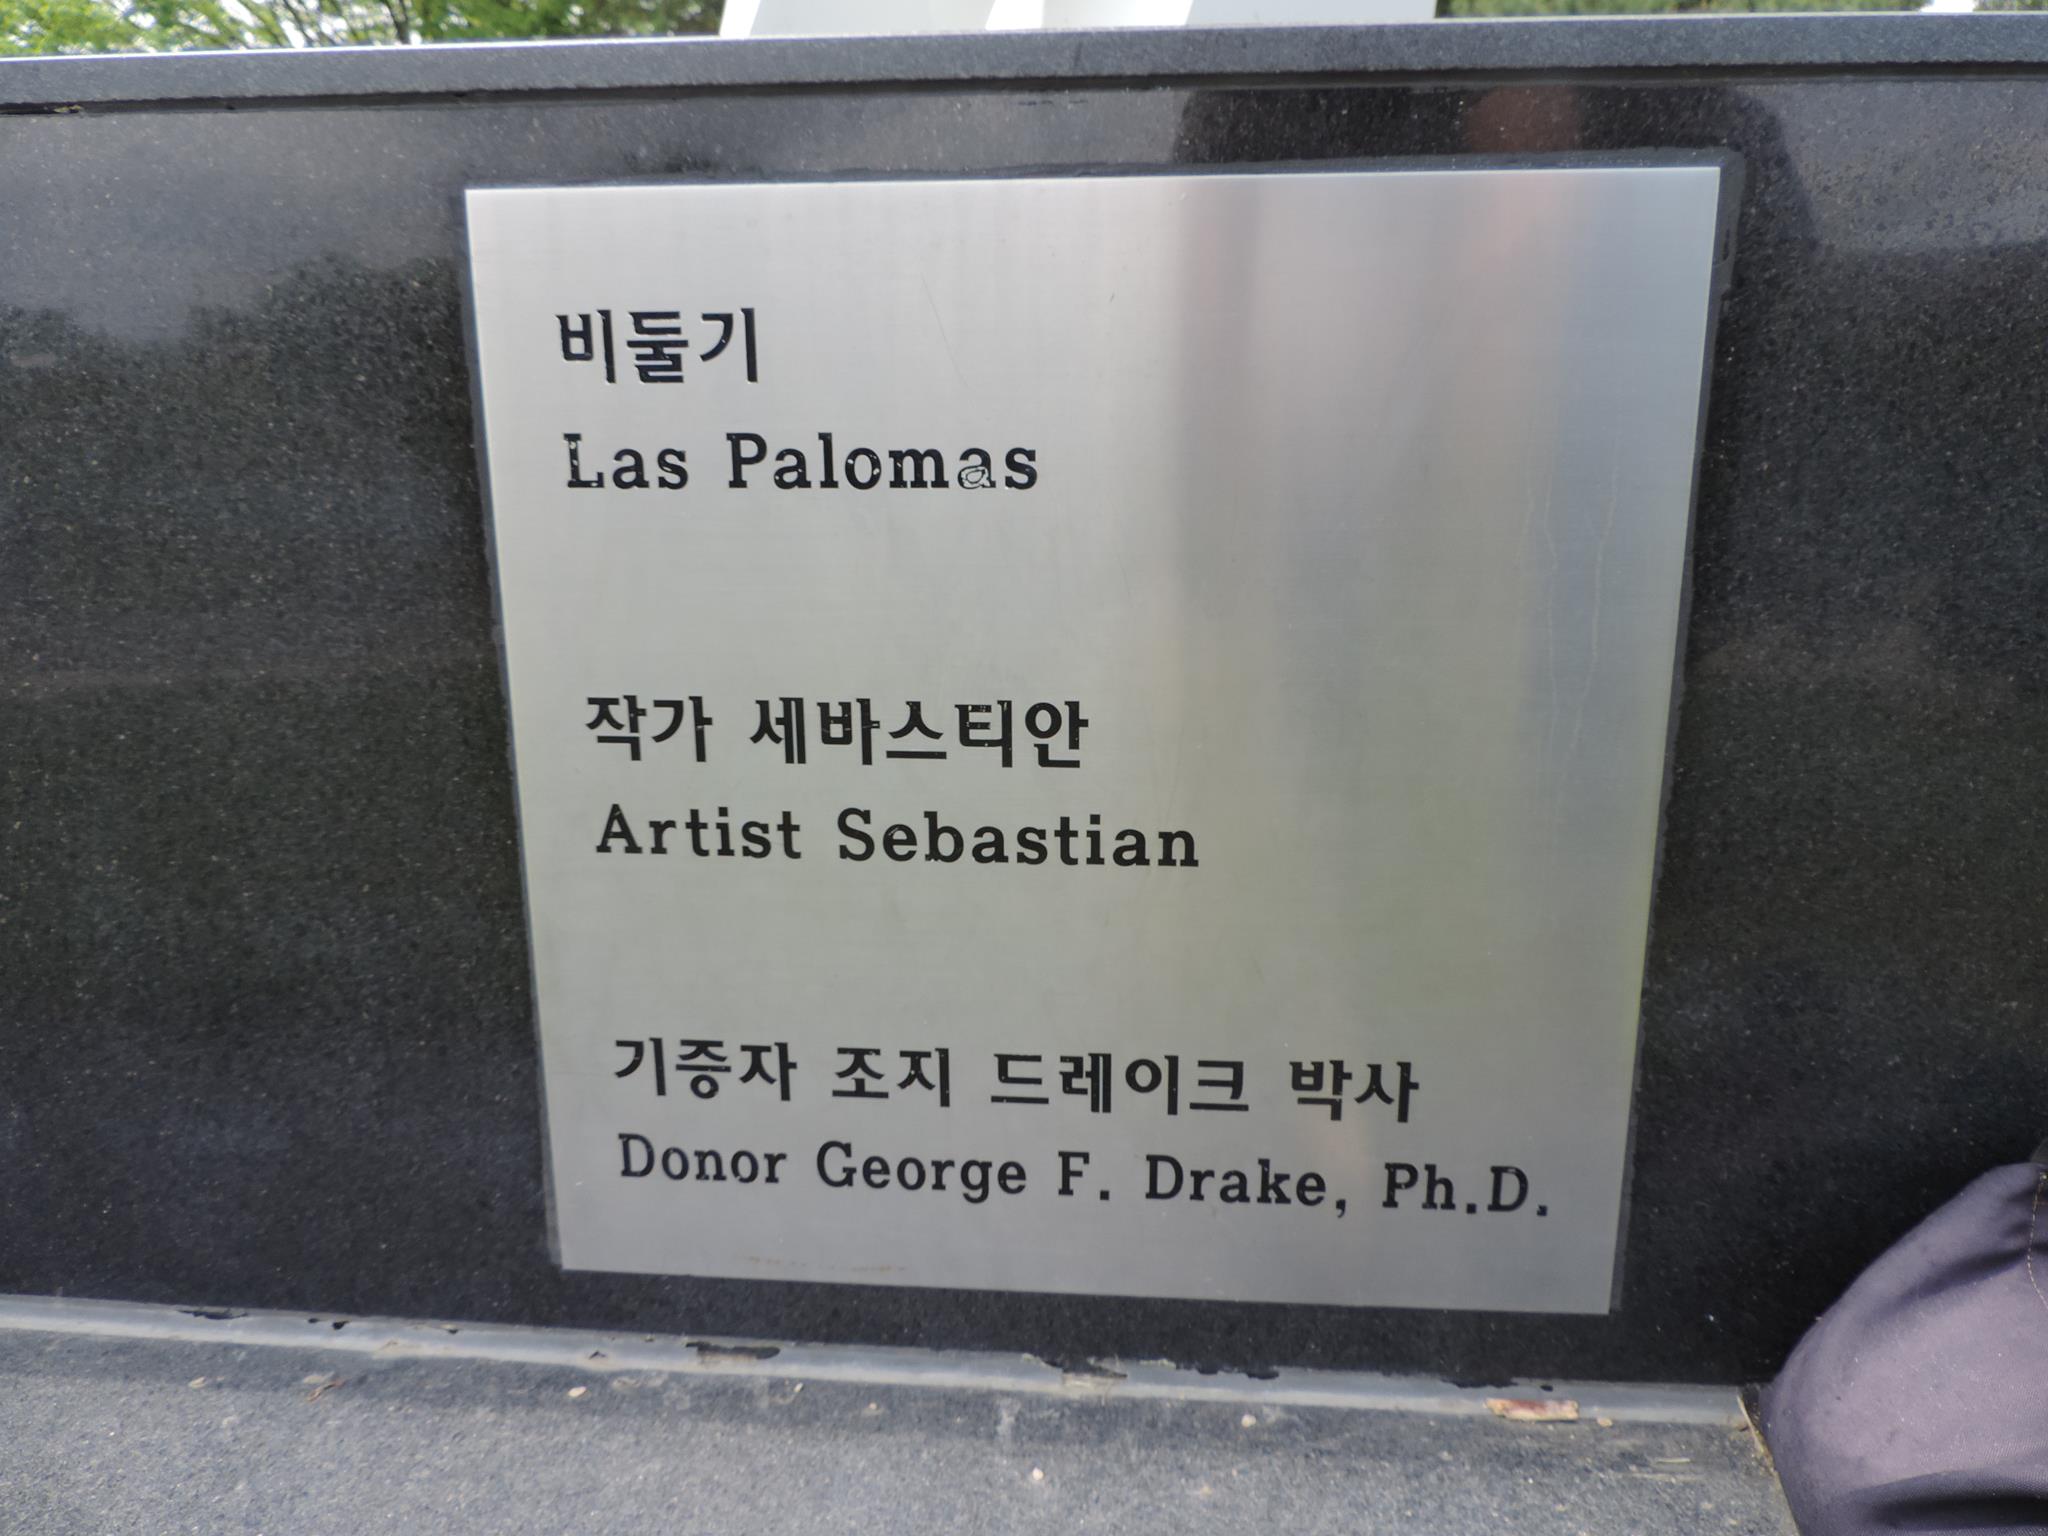 비둘기
Las Palomas
작가 세바스티안
Artist Sebastian
기증자 조지 드레이크 박사
Donor George F. Drake, Ph.D.